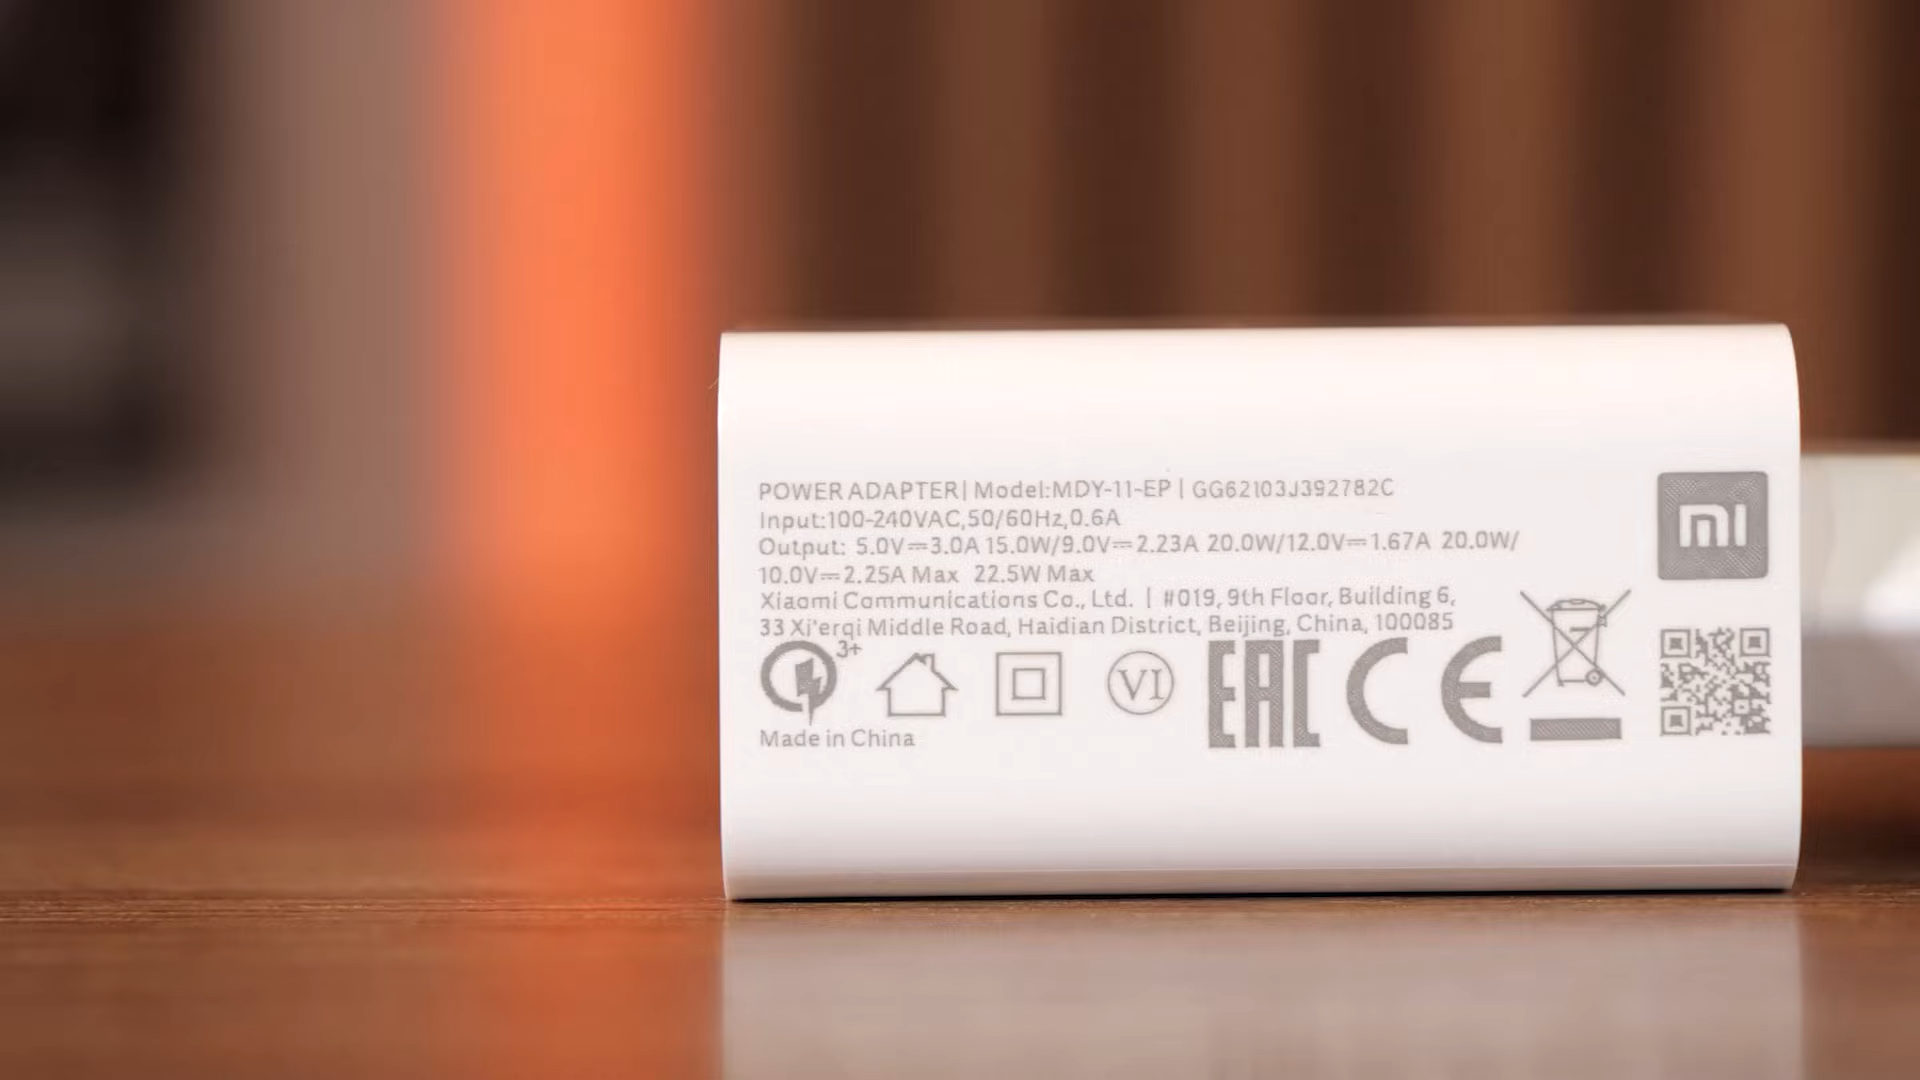 POWER ADAPTER| Model:MDY-11-EP | GG62103J392782C
Input:100-240VAC,50/60Hz,0.6A
Output: 5.0V⎓3.0A 15.0W/9.0V⎓2.23A 20.0W/12.0V⎓1.67A 20.0W/
10.0V⎓2.25A Max 22.5W Max
Xiaomi Communications Co., Ltd. | #019, 9th Floor, Building 6,
33 Xi'erqi Middle Road, Haidian District, Beijing, China, 100085
3+
VI
EAC
CE
mi
Made in China